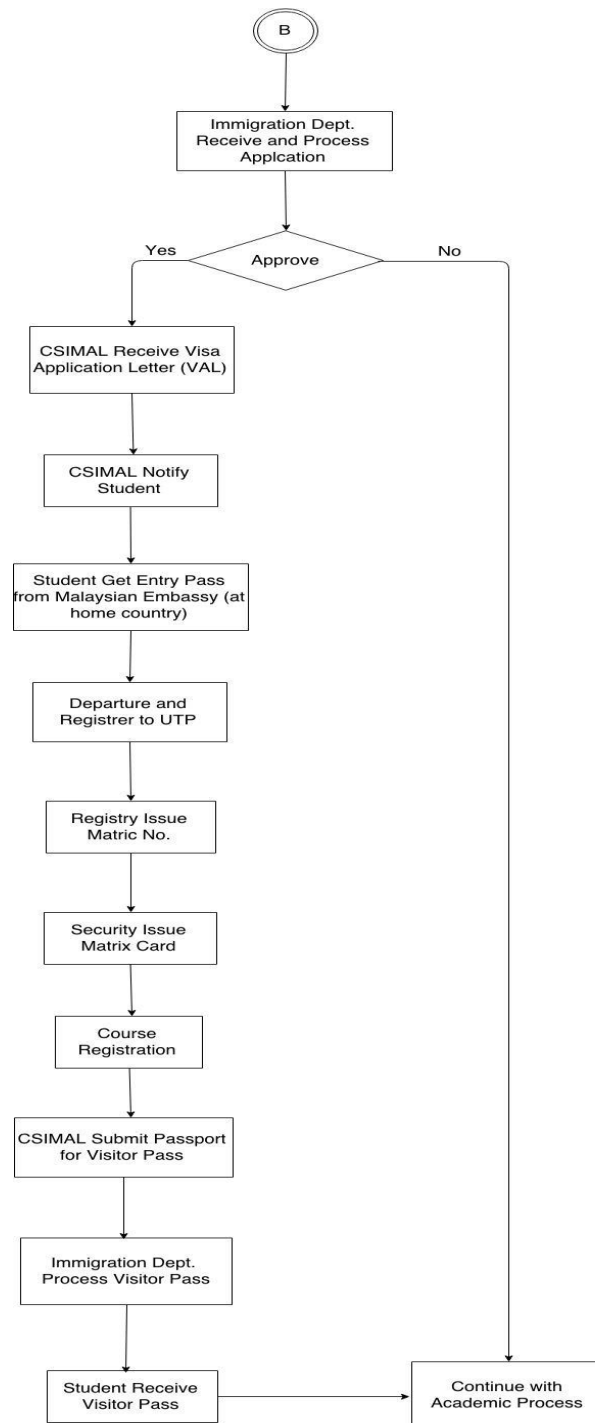 B
Immigration Dept.
Receive and Process
Applcation
Approve
Yes
No
CSIMAL Receive Visa
Application Letter (VAL)
CSIMAL Notify
Student
Student Get Entry Pass
from Malaysian Embassy (at
home country)
Departure and
Registrer to UTP
Registry Issue
Matric No.
Security Issue
Matrix Card
Course
Registration
CSIMAL Submit Passport
for Visitor Pass
Immigration Dept.
Process Visitor Pass
Student Receive
Visitor Pass
Continue with
Academic Process